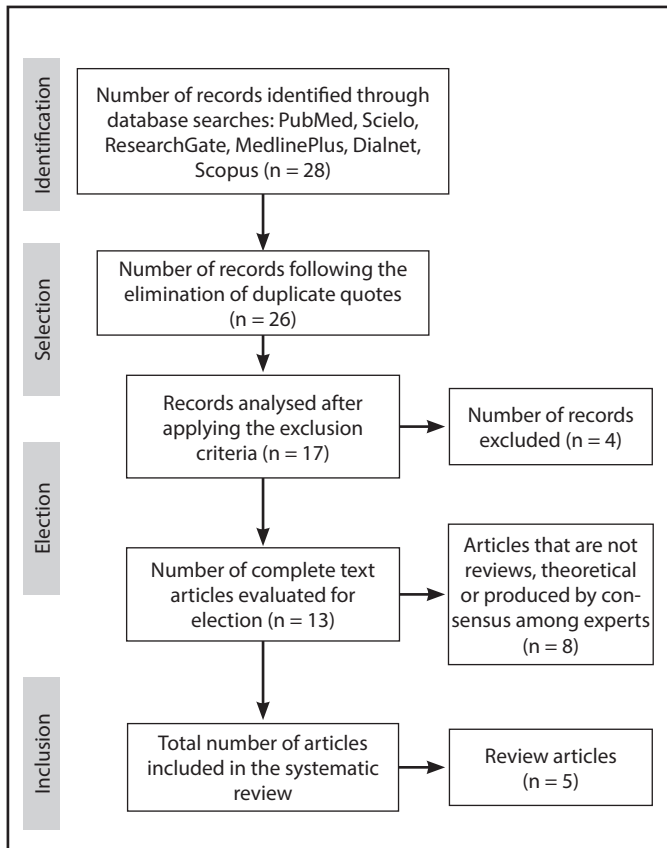 Identification
Number of records identified through
database searches: PubMed, Scielo,
ResearchGate, MedlinePlus, Dialnet,
Scopus (n = 28)
Selection
Number of records following the
elimination of duplicate quotes
(n = 26)
Records analysed after
applying the exclusion
criteria (n = 17)
Number of records
excluded (n = 4)
Election
Number of complete text
articles evaluated for
election (n = 13)
Articles that are not
reviews, theoretical
or produced by con-
sensus among experts
(n = 8)
Inclusion
Total number of articles
included in the systematic
review
Review articles
(n = 5)